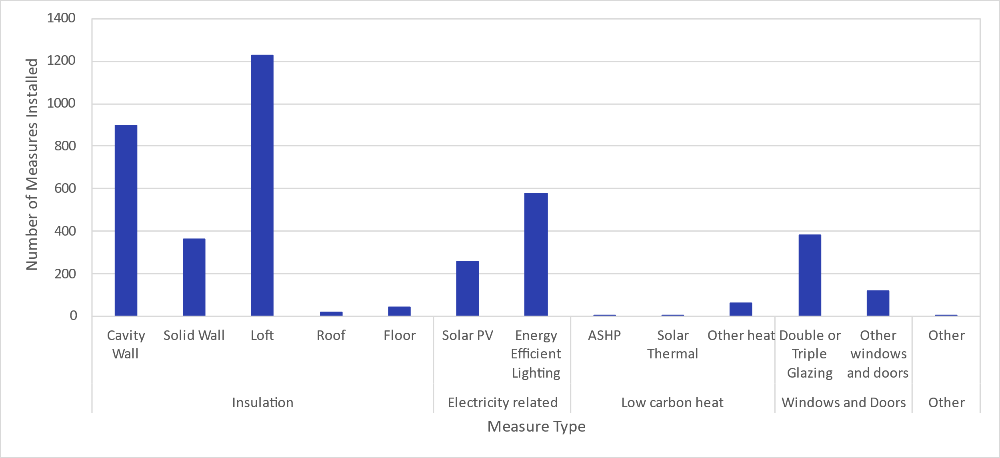 1400
1200
1000
800
600
400
200
0
Number of Measures Installed
Cavity
Wall
Solid Wall
Loft
Roof
Floor
Solar PV
Energy
Efficient
Lighting
ASHP
Solar
Thermal
Other heat
Double or
Triple
Glazing
Other
windows
and doors
Other
Insulation
Electricity related
Low carbon heat
Windows and Doors
Other
Measure Type